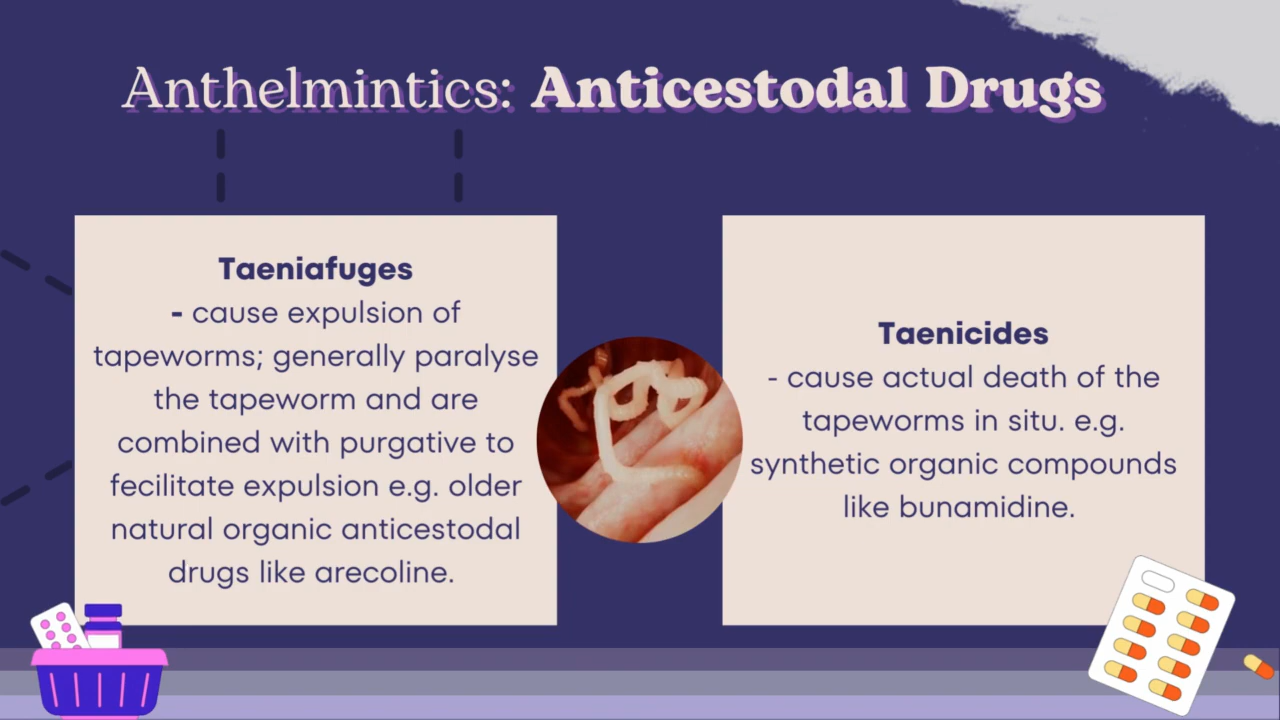 Anthelmintics: Anticestodal Drugs
Taeniafuges
- cause expulsion of
tapeworms; generally paralyse
the tapeworm and are
combined with purgative to
fecilitate expulsion e.g. older
natural organic anticestodal
drugs like arecoline.
Taenicides
- cause actual death of the
tapeworms in situ. e.g.
synthetic organic compounds
like bunamidine.